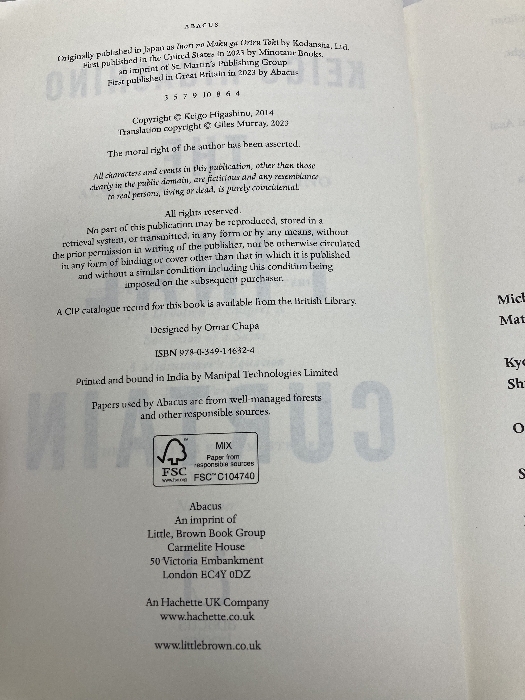 ABACUS
Originally published in Japan as Inori no Maku ga Oriru Toki by Kodansha, Ltd.
First published in the United States in 2023 by Minotaur Books,
an imprint of St. Martin's Publishing Group
First published in Great Britain in 2023 by Abacus
3 5 7 9 10 8 6 4
Copyright © Keigo Higashino, 2014
Translation copyright © Giles Murray, 2023
The moral right of the author has been asserted.
All characters and events in this publication, other than those
clearly in the public domain, are fictitious and any resemblance
to real persons, living or dead, is purely coincidental.
All rights reserved.
No part of this publication may be reproduced, stored in a
retrieval system, or transmitted, in any form or by any means, without
the prior permission in writing of the publisher, nor be otherwise circulated
in any form of binding or cover other than that in which it is published
and without a similar condition including this condition being
imposed on the subsequent purchaser.
A CIP catalogue record for this book is available from the British Library.
Designed by Omar Chapa
ISBN 978-0-349-14632-4
Printed and bound in India by Manipal Technologies Limited
Papers used by Abacus are from well-managed forests
and other responsible sources.
MIX
Paper from
responsible sources
FSC
www.fsc.org
FSC™ C104740
Abacus
An imprint of
Little, Brown Book Group
Carmelite House
50 Victoria Embankment
London EC4Y 0DZ
An Hachette UK Company
www.hachette.co.uk
www.littlebrown.co.uk
Mat
Sh
O
S